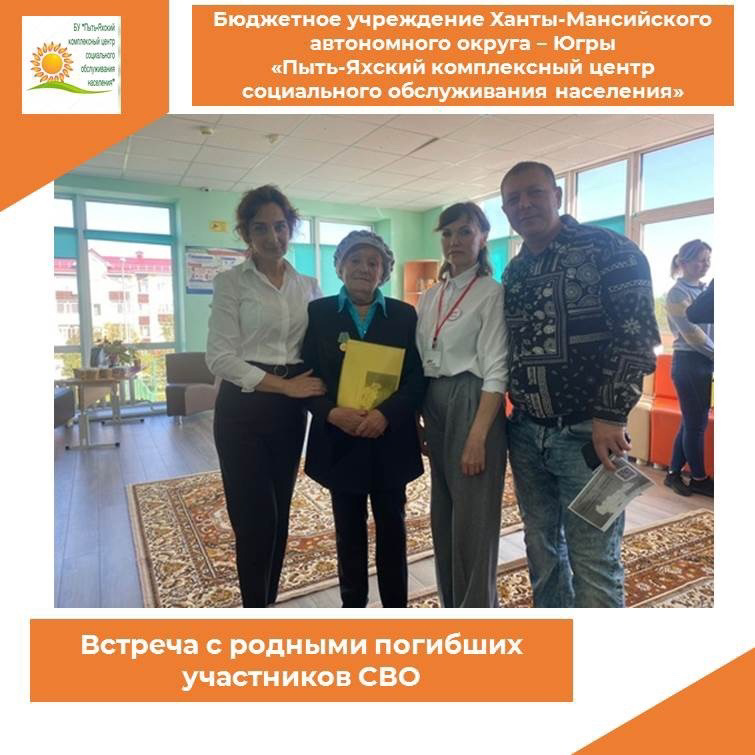 БУ "Пыть-Яхский
комплексный центр
социального
обслуживания
населения"
Бюджетное учреждение Ханты-Мансийского
автономного округа – Югры
«Пыть-Яхский комплексный центр
социального обслуживания населения»
Встреча с родными погибших
участников СВО